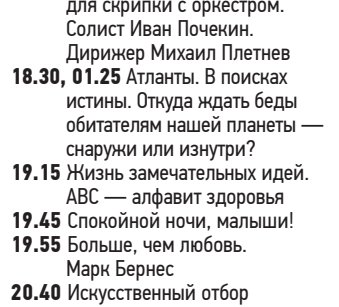 для скрипки с оркестром.
Солист Иван Почекин.
Дирижер Михаил Плетнев
18.30, 01.25 Атланты. В поисках
истины. Откуда ждать беды
обитателям нашей планеты —
снаружи или изнутри?
19.15 Жизнь замечательных идей.
АВС — алфавит здоровья
19.45 Спокойной ночи, малыши!
19.55 Больше, чем любовь.
Марк Бернес
20.40 Искусственный отбор